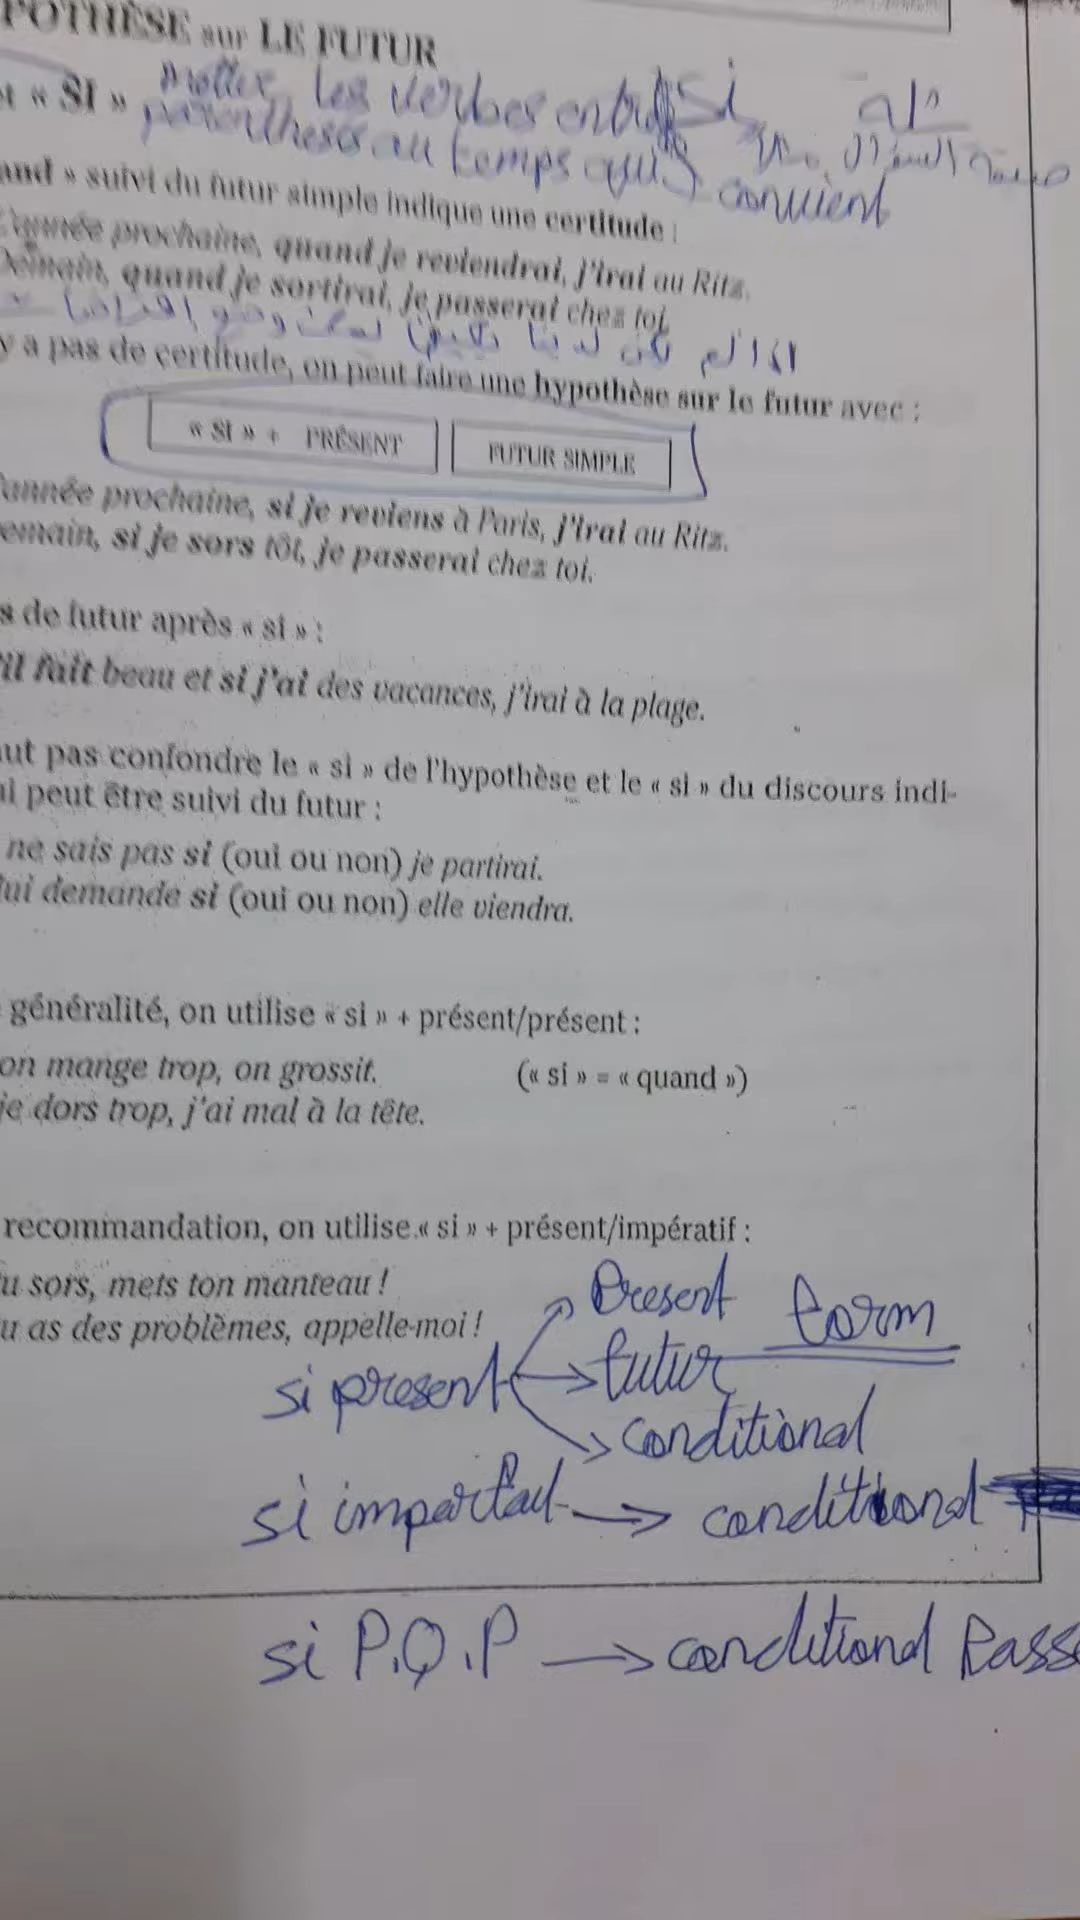 POTHÈSE sur LE FUTUR
« SI » mettre les verbes entre si
parenthèses au temps qui convient
and » suivi du futur simple indique une certitude :
L'année prochaine, quand je reviendrai, j'irai au Ritz.
Demain, quand je sortirai, je passerai chez toi.
y a pas de certitude, on peut faire une hypothèse sur le futur avec :
« SI » + PRÉSENT FUTUR SIMPLE
'année prochaine, si je reviens à Paris, j'irai au Ritz.
emain, si je sors tôt, je passerai chez toi.
s de futur après « si » :
'il fait beau et si j'ai des vacances, j'irai à la plage.
aut pas confondre le « si » de l'hypothèse et le « si » du discours indi-
ui peut être suivi du futur :
ne sais pas si (oui ou non) je partirai.
lui demande si (oui ou non) elle viendra.
généralité, on utilise « si » + présent/présent :
on mange trop, on grossit. (« si » = « quand »)
je dors trop, j'ai mal à la tête.
recommandation, on utilise « si » + présent/impératif :
tu sors, mets ton manteau !
tu as des problèmes, appelle-moi !
Present form
si present → futur
→ conditional
si imparfait → conditional
si P.Q.P → conditional Passé